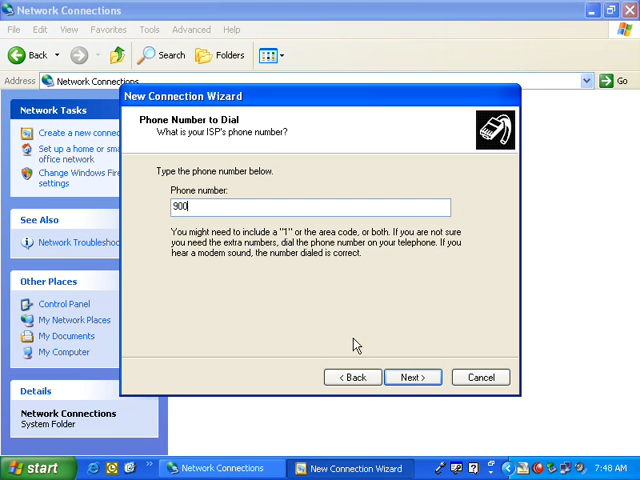 Network Connections
File Edit View Favorites Tools Advanced Help
Back Search Folders
Address Network Connections Go
Network Tasks
Create a new connec
Set up a home or sma
office network
Change Windows Fire
settings
See Also
Network Troubleshoo
Other Places
Control Panel
My Network Places
My Documents
My Computer
Details
Network Connections
System Folder
New Connection Wizard
Phone Number to Dial
What is your ISP's phone number?
Type the phone number below.
Phone number:
900
You might need to include a "1" or the area code, or both. If you are not sure
you need the extra numbers, dial the phone number on your telephone. If you
hear a modem sound, the number dialed is correct.
< Back Next > Cancel
start Network Connections New Connection Wizard 7:48 AM